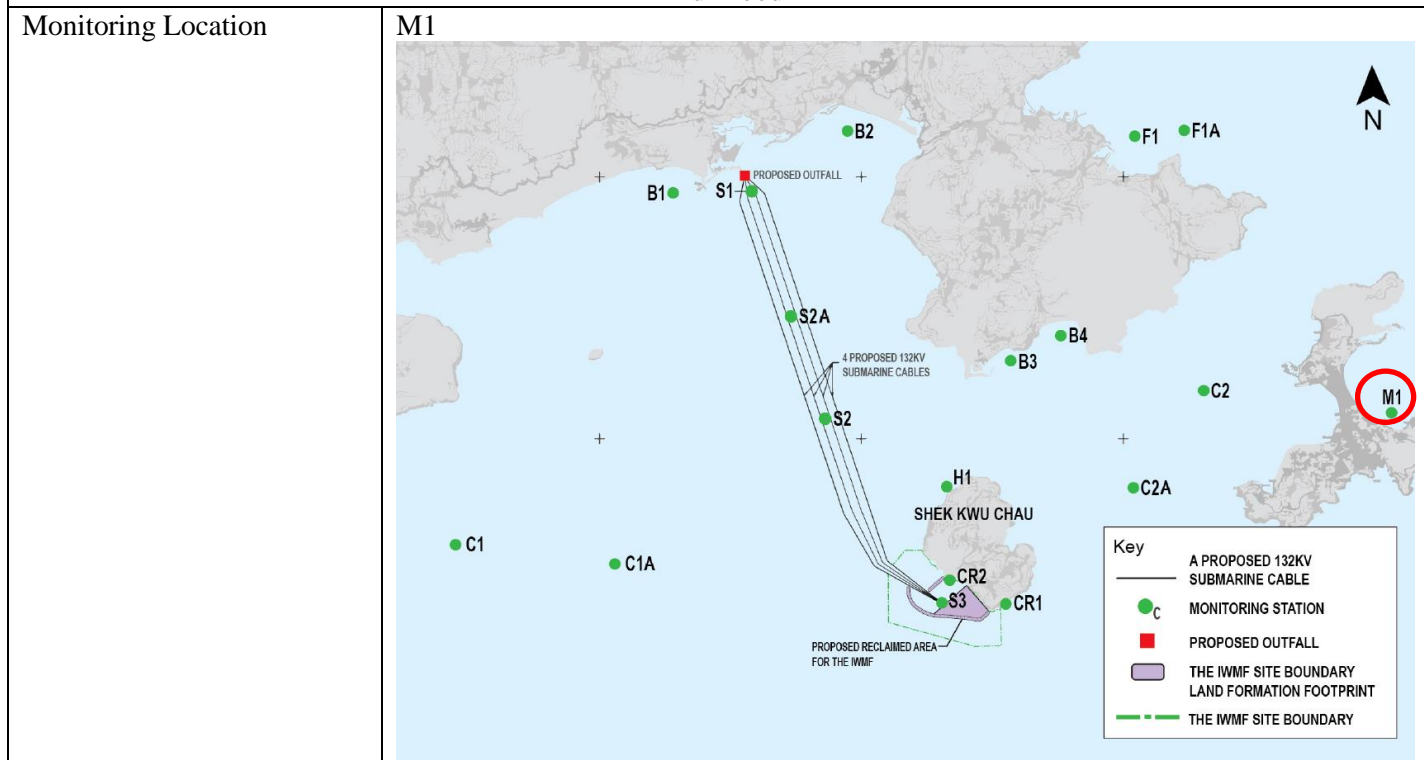 Monitoring Location
M1
N
B2
F1
F1A
PROPOSED OUTFALL
B1
S1
S2A
4 PROPOSED 132KV
SUBMARINE CABLES
B4
B3
C2
M1
S2
H1
C2A
SHEK KWU CHAU
C1
C1A
CR2
S3
CR1
PROPOSED RECLAIMED AREA
FOR THE IWMF
Key
A PROPOSED 132KV
SUBMARINE CABLE
C
MONITORING STATION
PROPOSED OUTFALL
THE IWMF SITE BOUNDARY
LAND FORMATION FOOTPRINT
THE IWMF SITE BOUNDARY